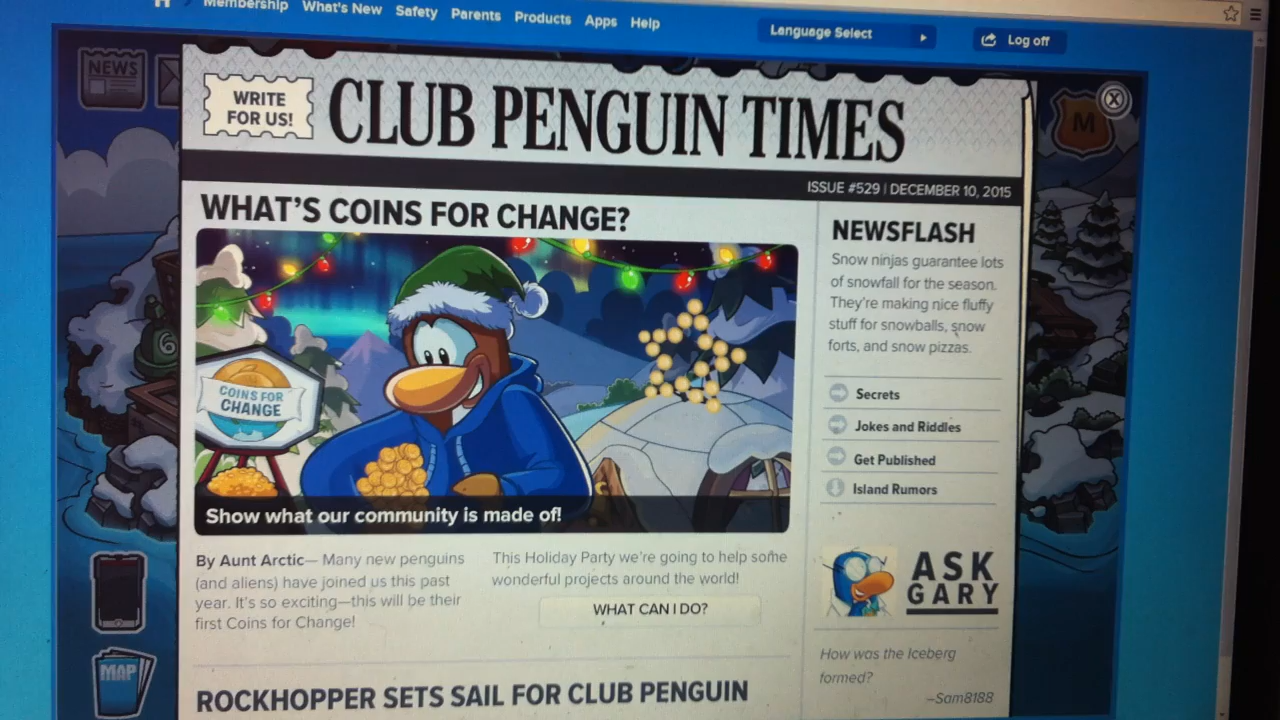 Membership What's New Safety Parents Products Apps Help
Language Select
Log off
NEWS
WRITE
FOR US!
CLUB PENGUIN TIMES
M
ISSUE #529 | DECEMBER 10, 2015
WHAT'S COINS FOR CHANGE?
COINS FOR
CHANGE
6
Show what our community is made of!
By Aunt Arctic— Many new penguins
(and aliens) have joined us this past
year. It's so exciting—this will be their
first Coins for Change!
This Holiday Party we're going to help some
wonderful projects around the world!
WHAT CAN I DO?
ROCKHOPPER SETS SAIL FOR CLUB PENGUIN
NEWSFLASH
Snow ninjas guarantee lots
of snowfall for the season.
They're making nice fluffy
stuff for snowballs, snow
forts, and snow pizzas.
Secrets
Jokes and Riddles
Get Published
Island Rumors
ASK
GARY
How was the Iceberg
formed?
–Sam8188
MAP